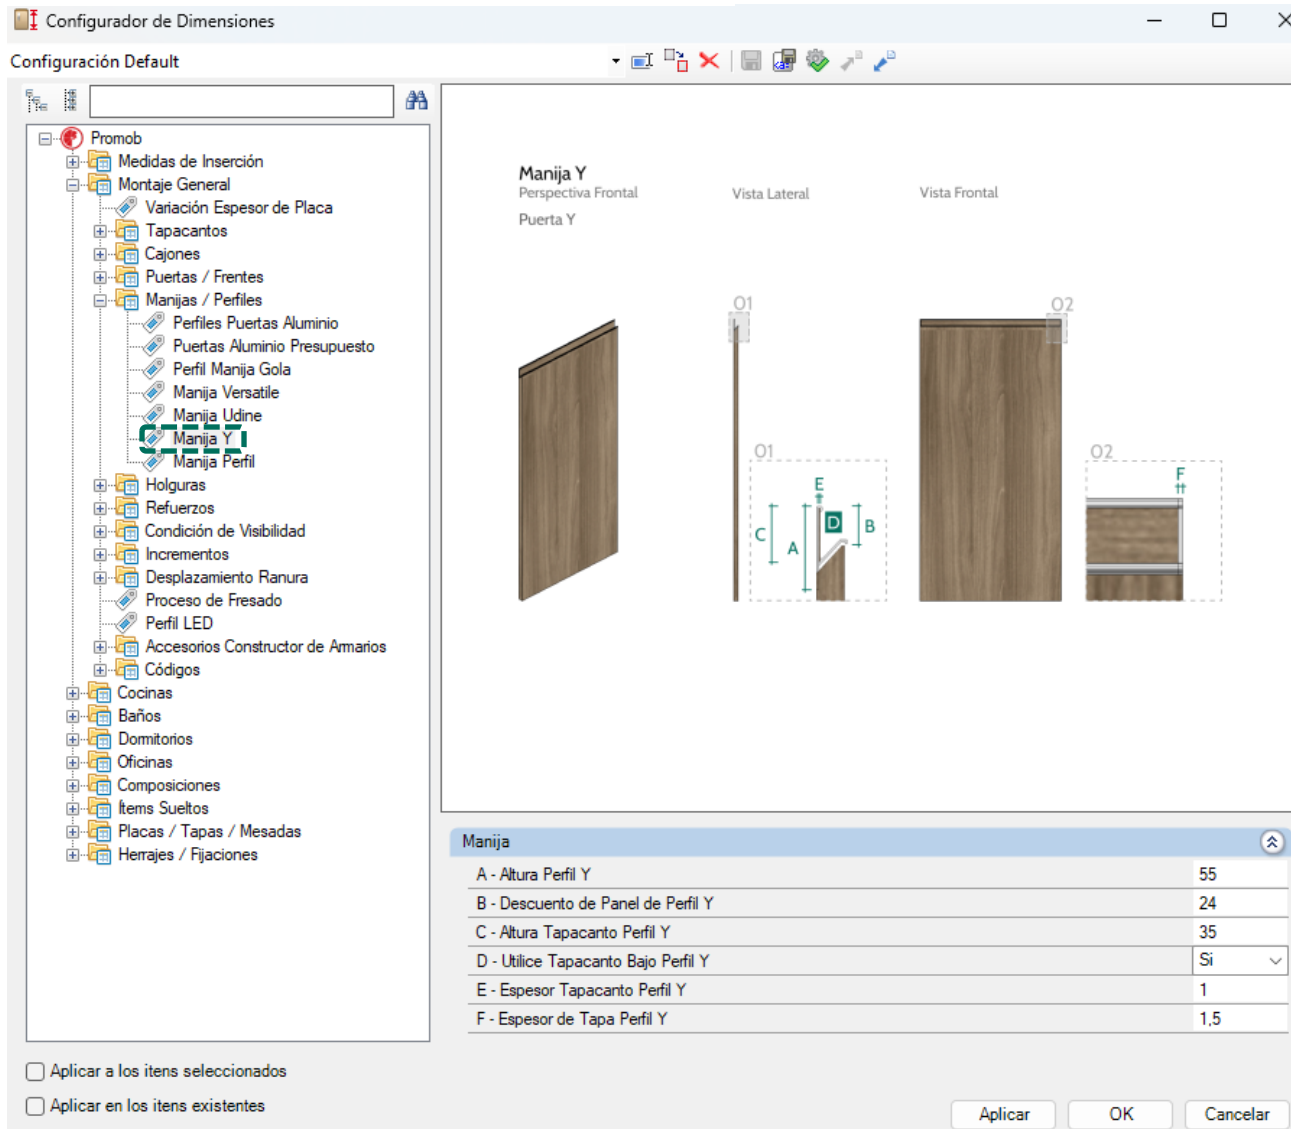 Configurador de Dimensiones
Configuración Default
Promob
Medidas de Inserción
Montaje General
Variación Espesor de Placa
Tapacantos
Cajones
Puertas / Frentes
Manijas / Perfiles
Perfiles Puertas Aluminio
Puertas Aluminio Presupuesto
Perfil Manija Gola
Manija Versatile
Manija Udine
Manija Y
Manija Perfil
Holguras
Refuerzos
Condición de Visibilidad
Incrementos
Desplazamiento Ranura
Proceso de Fresado
Perfil LED
Accesorios Constructor de Armarios
Códigos
Cocinas
Baños
Dormitorios
Oficinas
Composiciones
Ítems Sueltos
Placas / Tapas / Mesadas
Herrajes / Fijaciones
Manija Y
Perspectiva Frontal
Vista Lateral
Vista Frontal
Puerta Y
01
02
01
02
E
F
C
A
D
B
Manija
A - Altura Perfil Y 55
B - Descuento de Panel de Perfil Y 24
C - Altura Tapacanto Perfil Y 35
D - Utilice Tapacanto Bajo Perfil Y Si
E - Espesor Tapacanto Perfil Y 1
F - Espesor de Tapa Perfil Y 1,5
Aplicar a los itens seleccionados
Aplicar en los itens existentes
Aplicar OK Cancelar